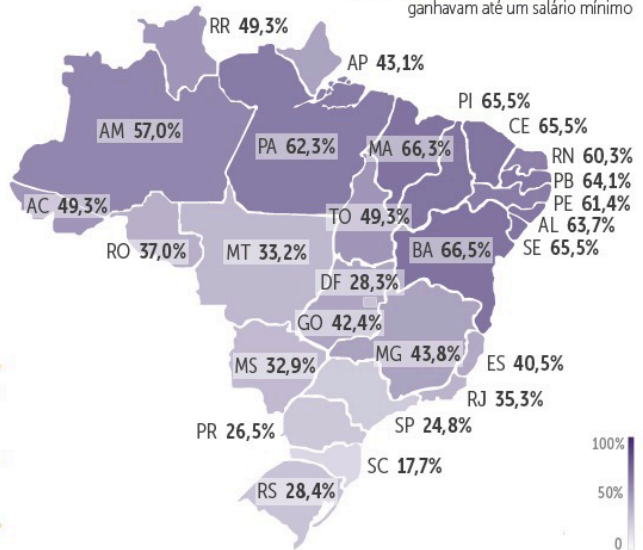 ganhavam até um salário mínimo
RR 49,3%
AP 43,1%
PI 65,5%
CE 65,5%
AM 57,0%
PA 62,3%
MA 66,3%
RN 60,3%
PB 64,1%
PE 61,4%
AL 63,7%
SE 65,5%
AC 49,3%
TO 49,3%
RO 37,0%
MT 33,2%
BA 66,5%
DF 28,3%
GO 42,4%
MS 32,9%
MG 43,8%
ES 40,5%
RJ 35,3%
PR 26,5%
SP 24,8%
SC 17,7%
RS 28,4%
100%
50%
0